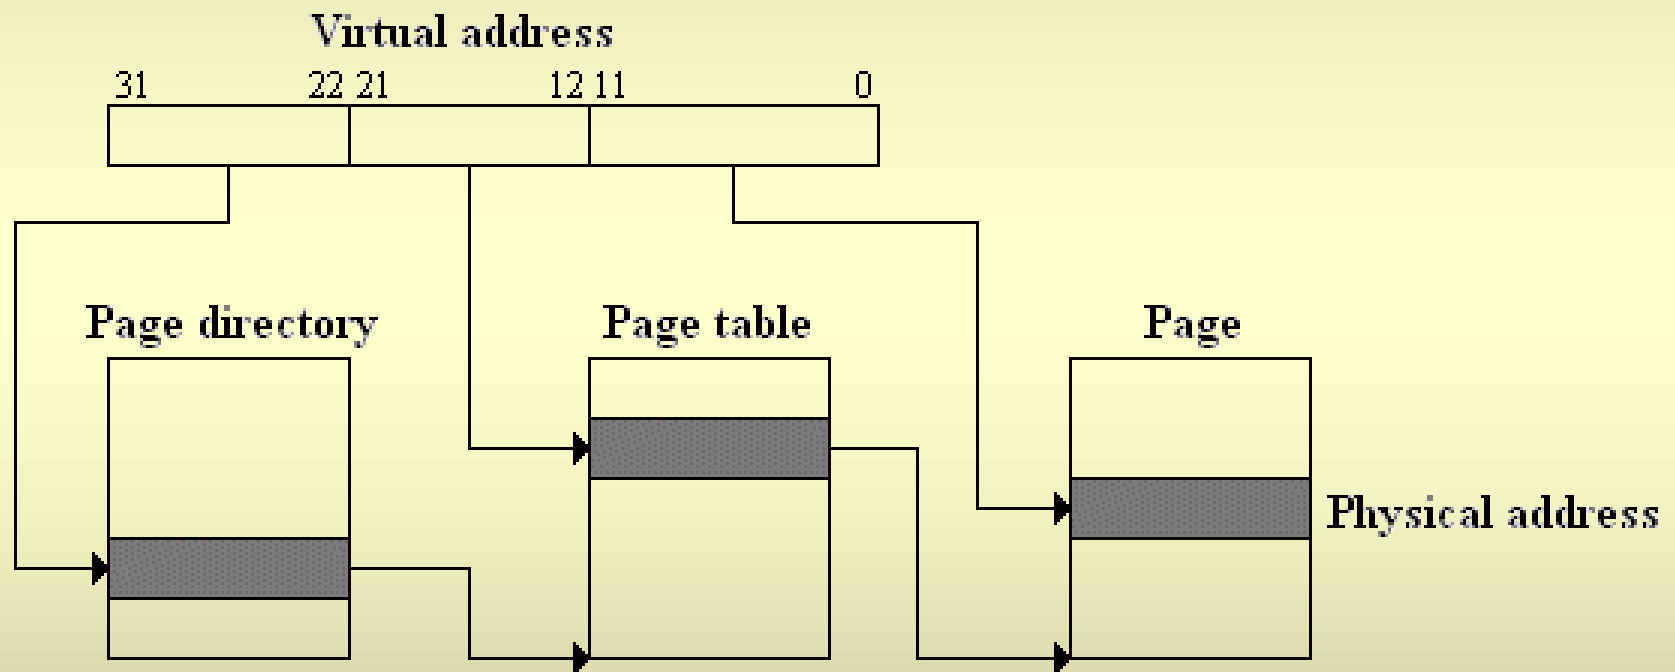 Virtual address
31 22 21 12 11 0
Page directory Page table Page
Physical address